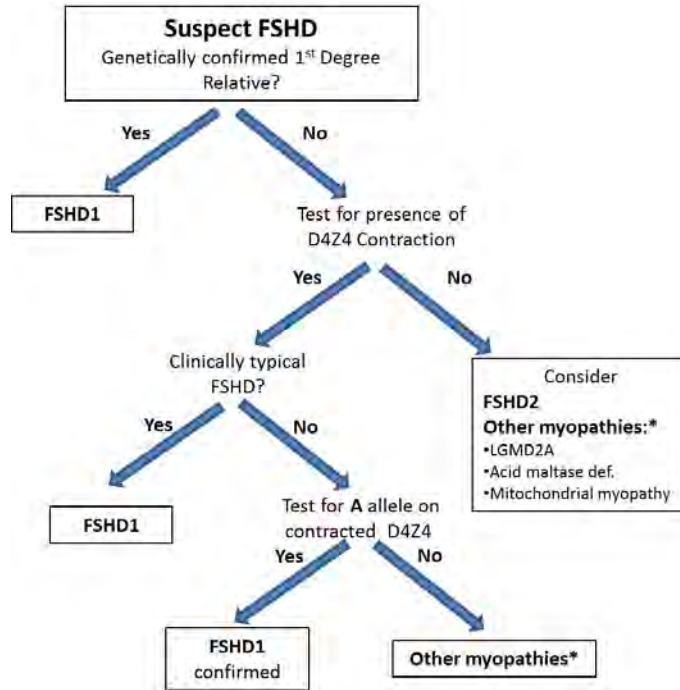 Suspect FSHD
Genetically confirmed 1st Degree
Relative?
Yes
No
FSHD1
Test for presence of
D4Z4 Contraction
Yes
No
Clinically typical
FSHD?
Consider
FSHD2
Other myopathies:*
•LGMD2A
•Acid maltase def.
•Mitochondrial myopathy
Yes
No
FSHD1
Test for A allele on
contracted D4Z4
Yes
No
FSHD1
confirmed
Other myopathies*